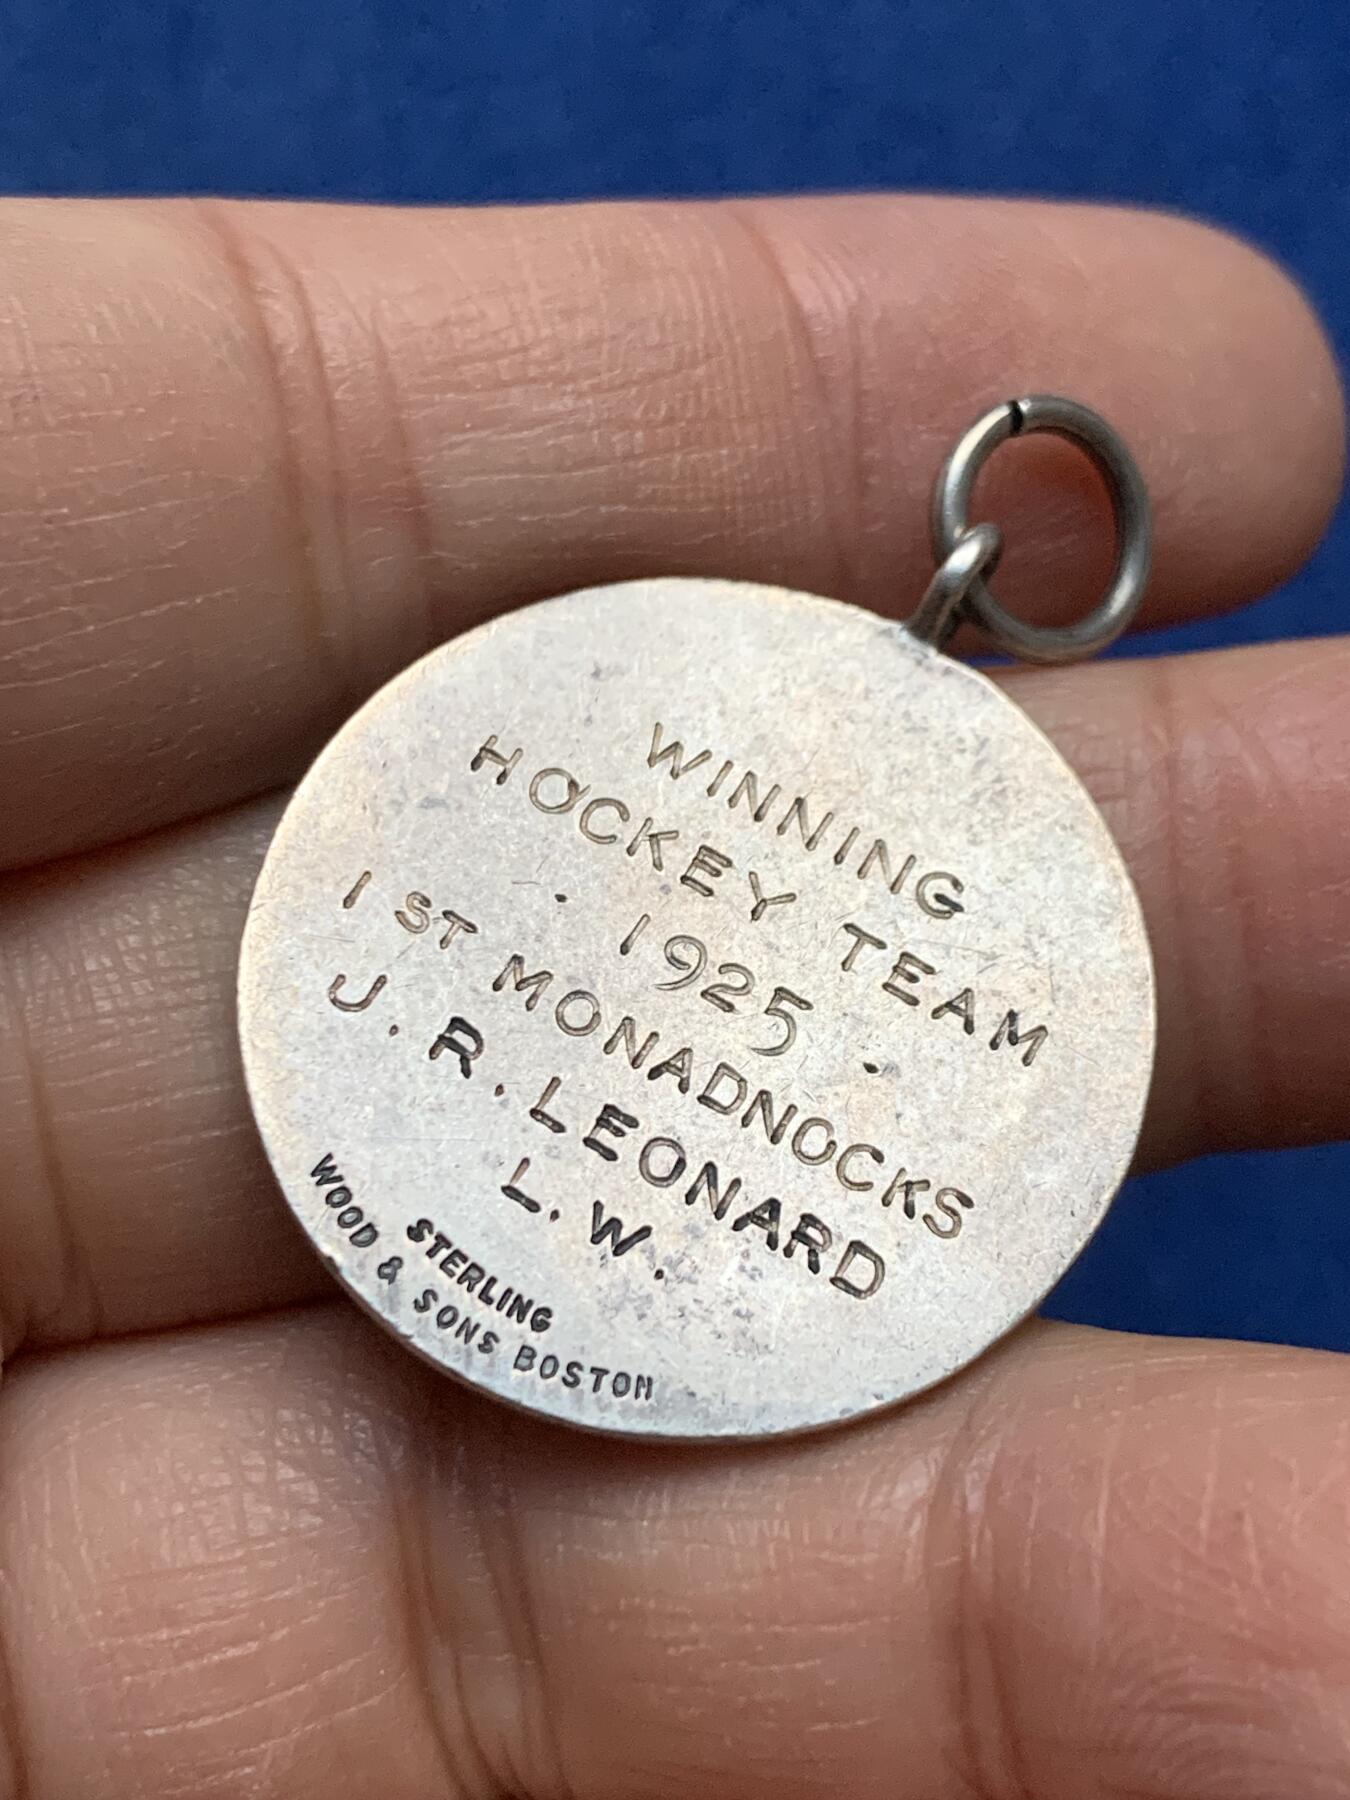 WINNING
HOCKEY TEAM
· 1925 ·
1ST MONADNOCKS
J. R. LEONARD
L. W.
STERLING
WOOD & SONS BOSTON